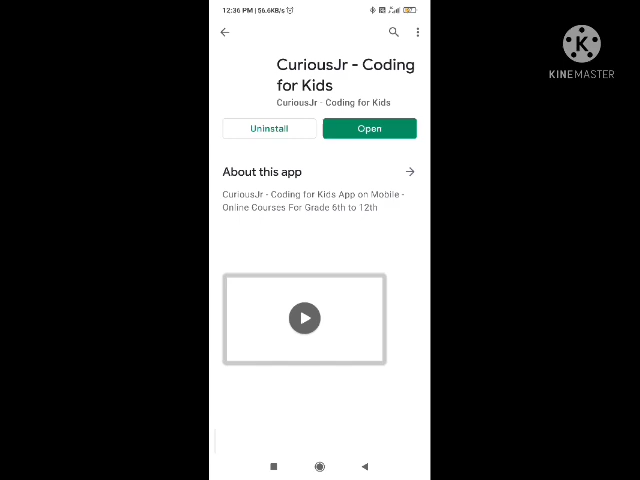 12:36 PM | 56.6KB/s
CuriousJr - Coding
for Kids
CuriousJr - Coding for Kids
Uninstall
Open
About this app
CuriousJr - Coding for Kids App on Mobile -
Online Courses For Grade 6th to 12th
K
KINEMASTER